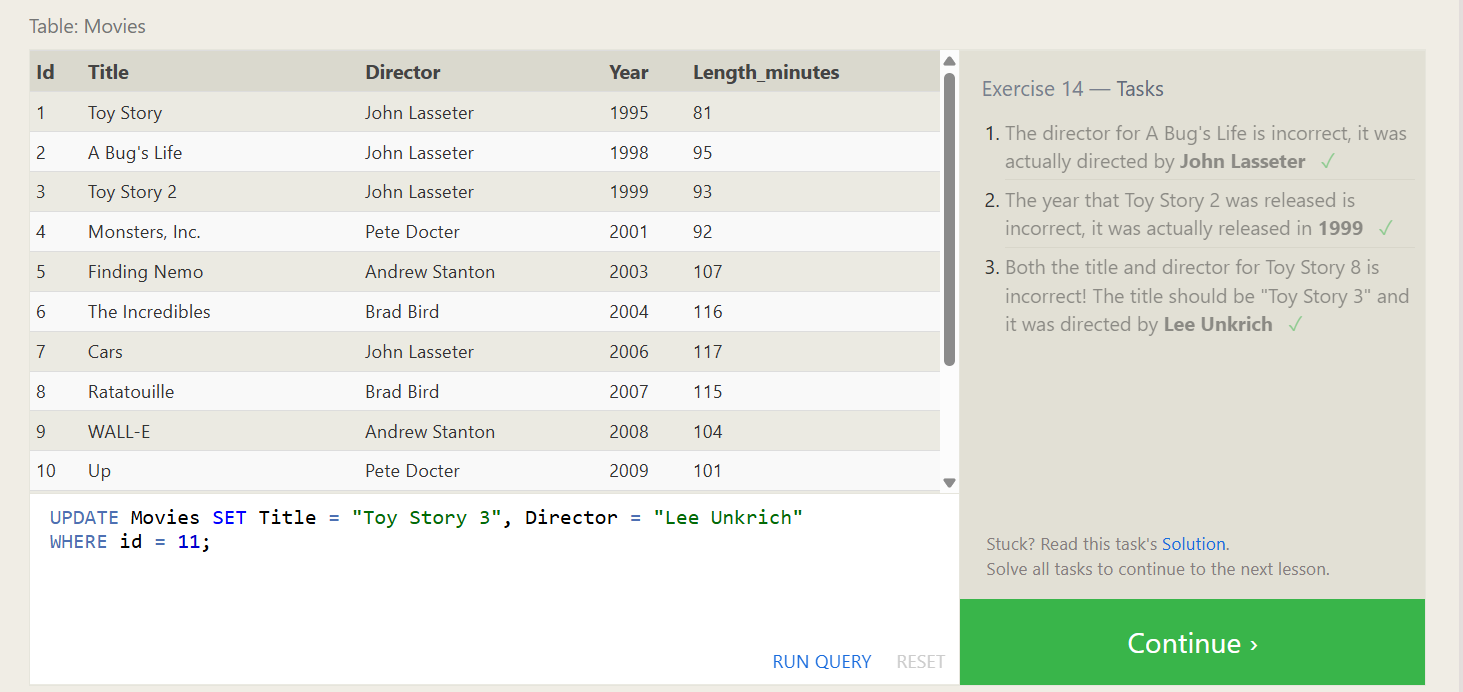 Table: Movies
Id Title Director Year Length_minutes
1 Toy Story John Lasseter 1995 81
2 A Bug's Life John Lasseter 1998 95
3 Toy Story 2 John Lasseter 1999 93
4 Monsters, Inc. Pete Docter 2001 92
5 Finding Nemo Andrew Stanton 2003 107
6 The Incredibles Brad Bird 2004 116
7 Cars John Lasseter 2006 117
8 Ratatouille Brad Bird 2007 115
9 WALL-E Andrew Stanton 2008 104
10 Up Pete Docter 2009 101
UPDATE Movies SET Title = "Toy Story 3", Director = "Lee Unkrich"
WHERE id = 11;
RUN QUERY RESET
Exercise 14 — Tasks
1. The director for A Bug's Life is incorrect, it was
actually directed by John Lasseter ✓
2. The year that Toy Story 2 was released is
incorrect, it was actually released in 1999 ✓
3. Both the title and director for Toy Story 8 is
incorrect! The title should be "Toy Story 3" and
it was directed by Lee Unkrich ✓
Stuck? Read this task's Solution.
Solve all tasks to continue to the next lesson.
Continue ›